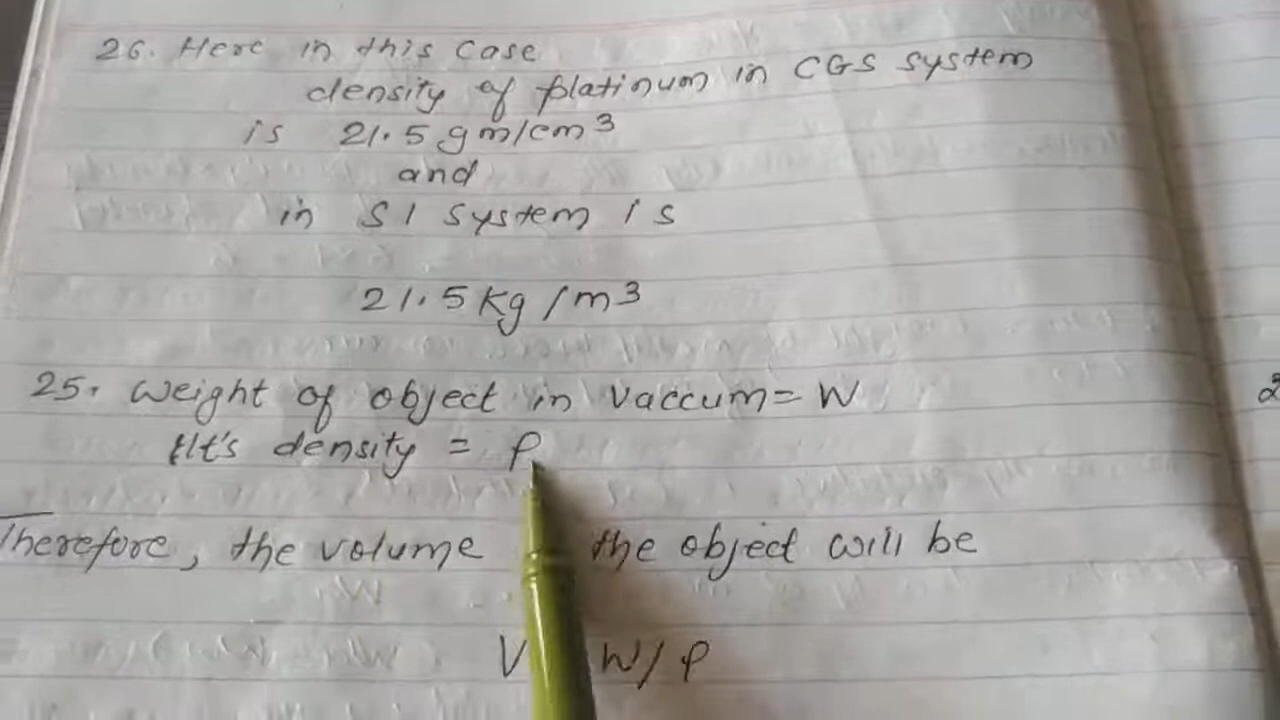 26. Here in this case
density of platinum in CGS system
is 21.5 gm/cm³
and
in SI system is
21.5 kg/m³
25. Weight of object in vaccum = W
It's density = ρ
Therefore, the volume the object will be
V W/ρ